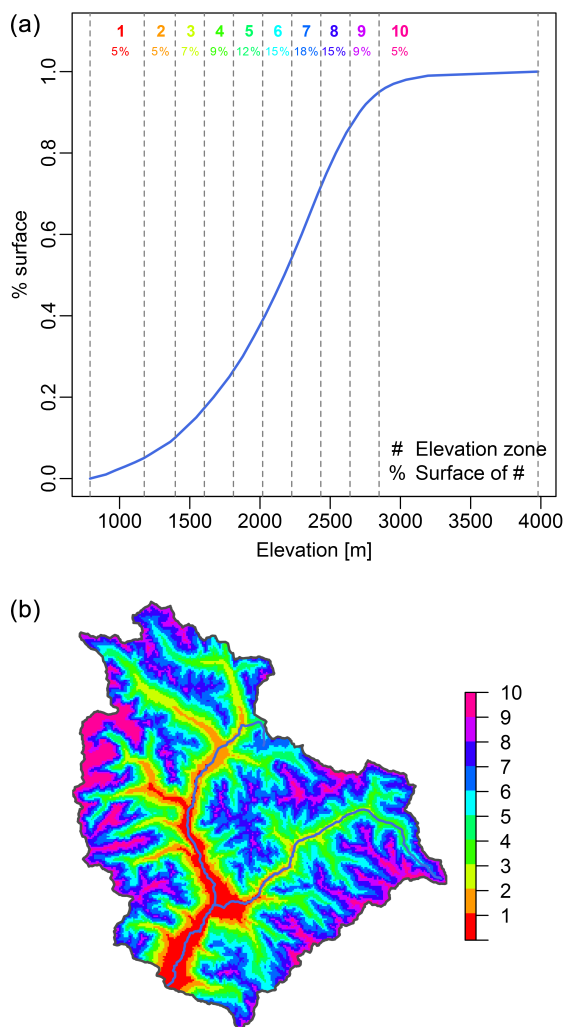 (a)
1 2 3 4 5 6 7 8 9 10
5% 5% 7% 9% 12% 15% 18% 15% 9% 5%
% surface
1.0
0.8
0.6
0.4
0.2
0.0
# Elevation zone
% Surface of #
1000 1500 2000 2500 3000 3500 4000
Elevation [m]
(b)
10
9
8
7
6
5
4
3
2
1